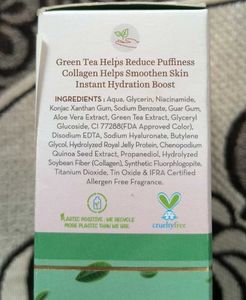 Green Tea Helps Reduce Puffiness
Collagen Helps Smoothen Skin
Instant Hydration Boost
INGREDIENTS : Aqua, Glycerin, Niacinamide,
Konjac Xanthan Gum, Sodium Benzoate, Guar Gum,
Aloe Vera Extract, Green Tea Extract, Glyceryl
Glucoside, CI 77288(FDA Approved Color),
Disodium EDTA, Sodium Hyaluronate, Butylene
Glycol, Hydrolyzed Royal Jelly Protein, Chenopodium
Quinoa Seed Extract, Propanediol, Hydrolyzed
Soybean Fiber (Collagen), Synthetic Fluorphlogopite,
Titanium Dioxide, Tin Oxide & IFRA Certified
Allergen Free Fragrance.
PLASTIC POSITIVE : WE RECYCLE
MORE PLASTIC THAN WE USE
crueltyfree